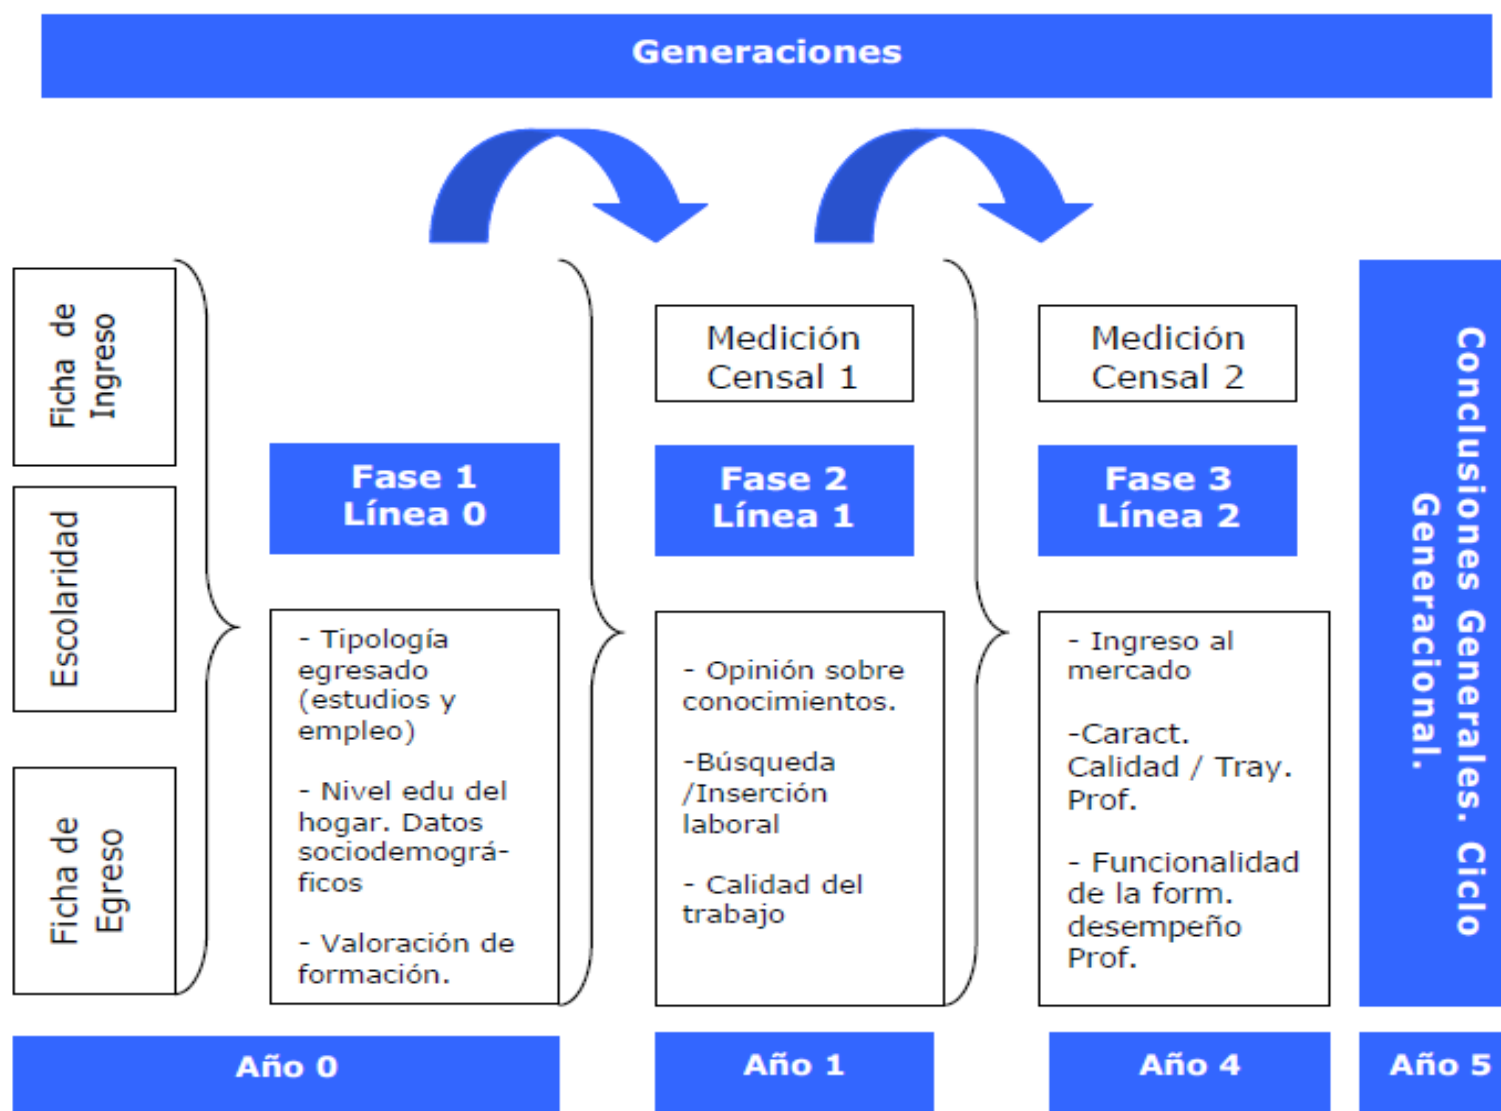 Generaciones
Ficha de
Ingreso
Escolaridad
Ficha de
Egreso
Fase 1
Línea 0
- Tipología
egresado
(estudios y
empleo)
- Nivel edu del
hogar. Datos
sociodemográ-
ficos
- Valoración de
formación.
Medición
Censal 1
Fase 2
Línea 1
- Opinión sobre
conocimientos.
-Búsqueda
/Inserción
laboral
- Calidad del
trabajo
Medición
Censal 2
Fase 3
Línea 2
- Ingreso al
mercado
-Caract.
Calidad / Tray.
Prof.
- Funcionalidad
de la form.
desempeño
Prof.
Conclusiones Generales. Ciclo
Generacional.
Año 0
Año 1
Año 4
Año 5